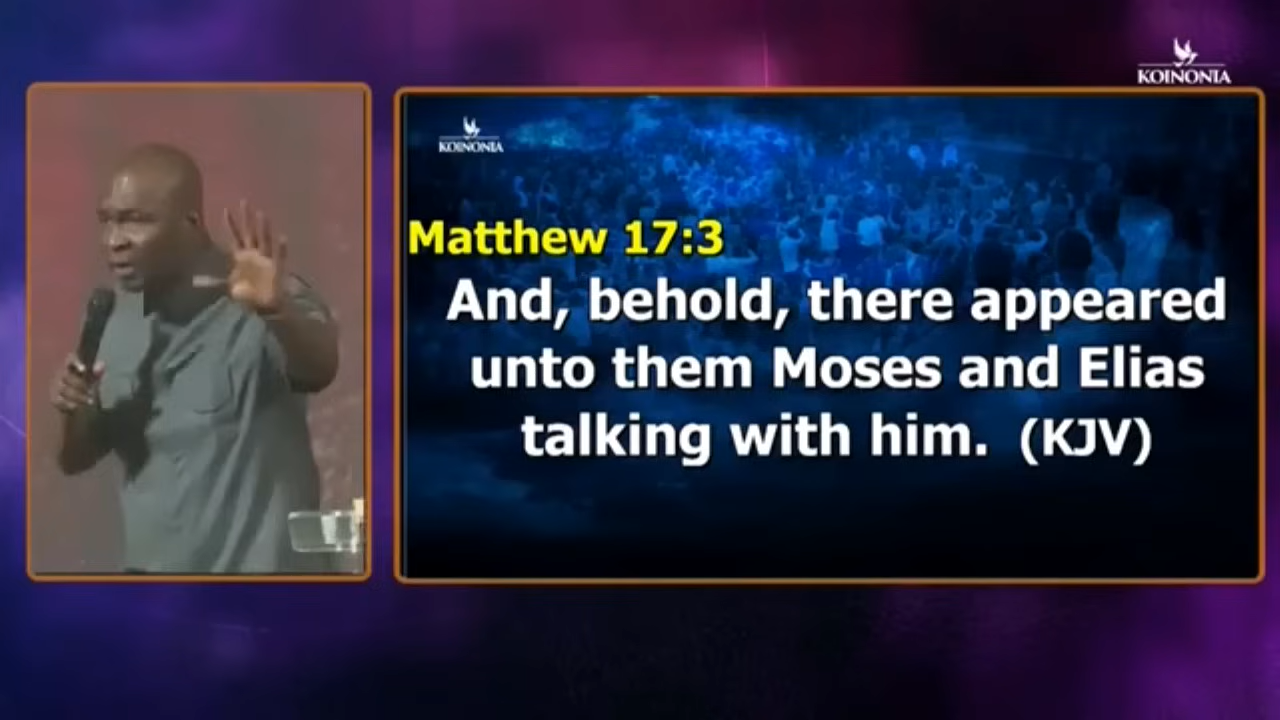 KOINONIA
KOINONIA
Matthew 17:3
And, behold, there appeared
unto them Moses and Elias
talking with him. (KJV)